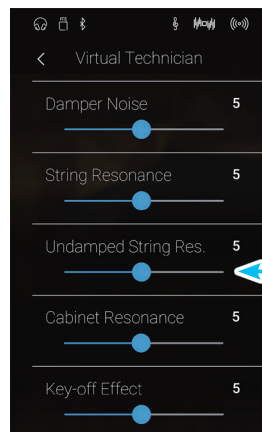 Virtual Technician
Damper Noise 5
String Resonance 5
Undamped String Res. 5
Cabinet Resonance 5
Key-off Effect 5